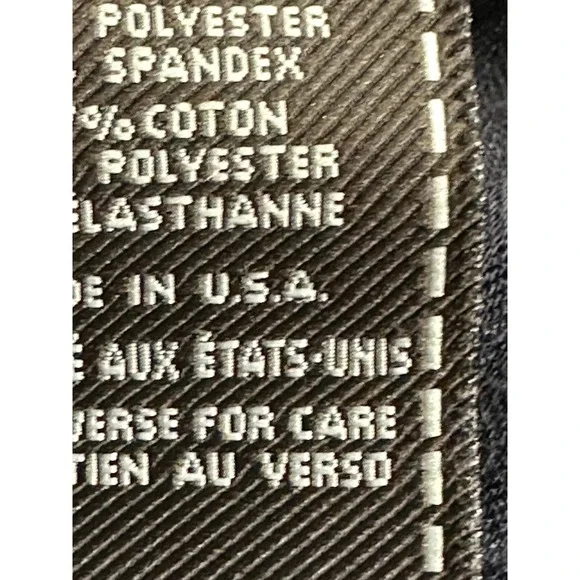 POLYESTER
SPANDEX
% COTON
POLYESTER
ELASTHANNE
DE IN U.S.A.
É AUX ÉTATS-UNIS
VERSE FOR CARE
TIEN AU VERSO